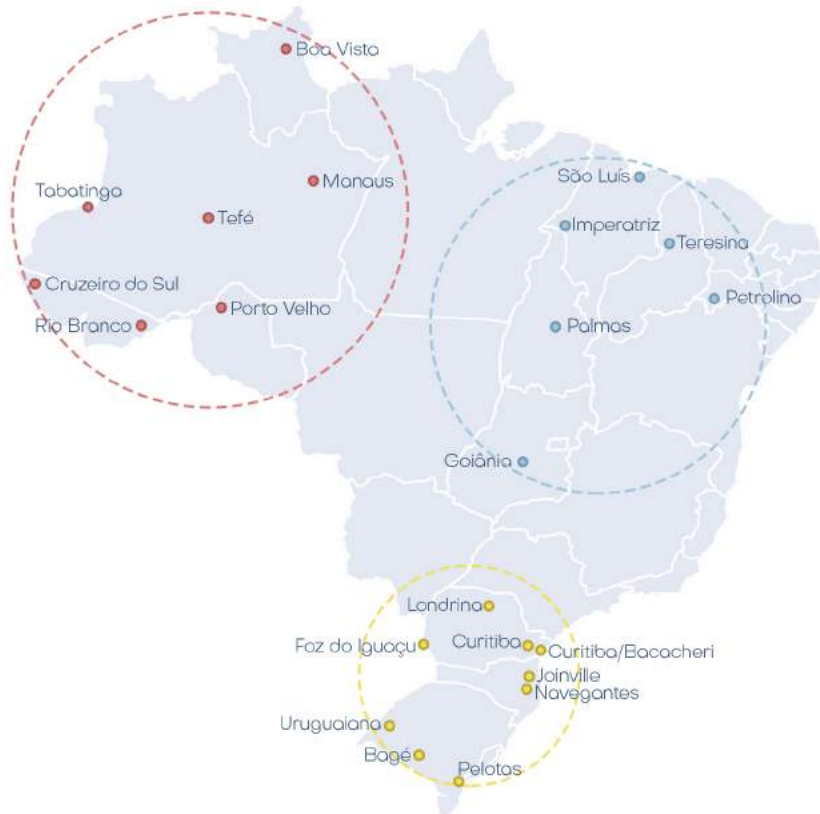 Boa Vista
Manaus
Tabatinga
Tefé
Cruzeiro do Sul
Porto Velho
Rio Branco
São Luís
Imperatriz
Teresina
Petrolina
Palmas
Goiânia
Londrina
Foz do Iguaçu
Curitiba
Curitiba/Bacacheri
Joinville
Navegantes
Uruguaiana
Bagé
Pelotas